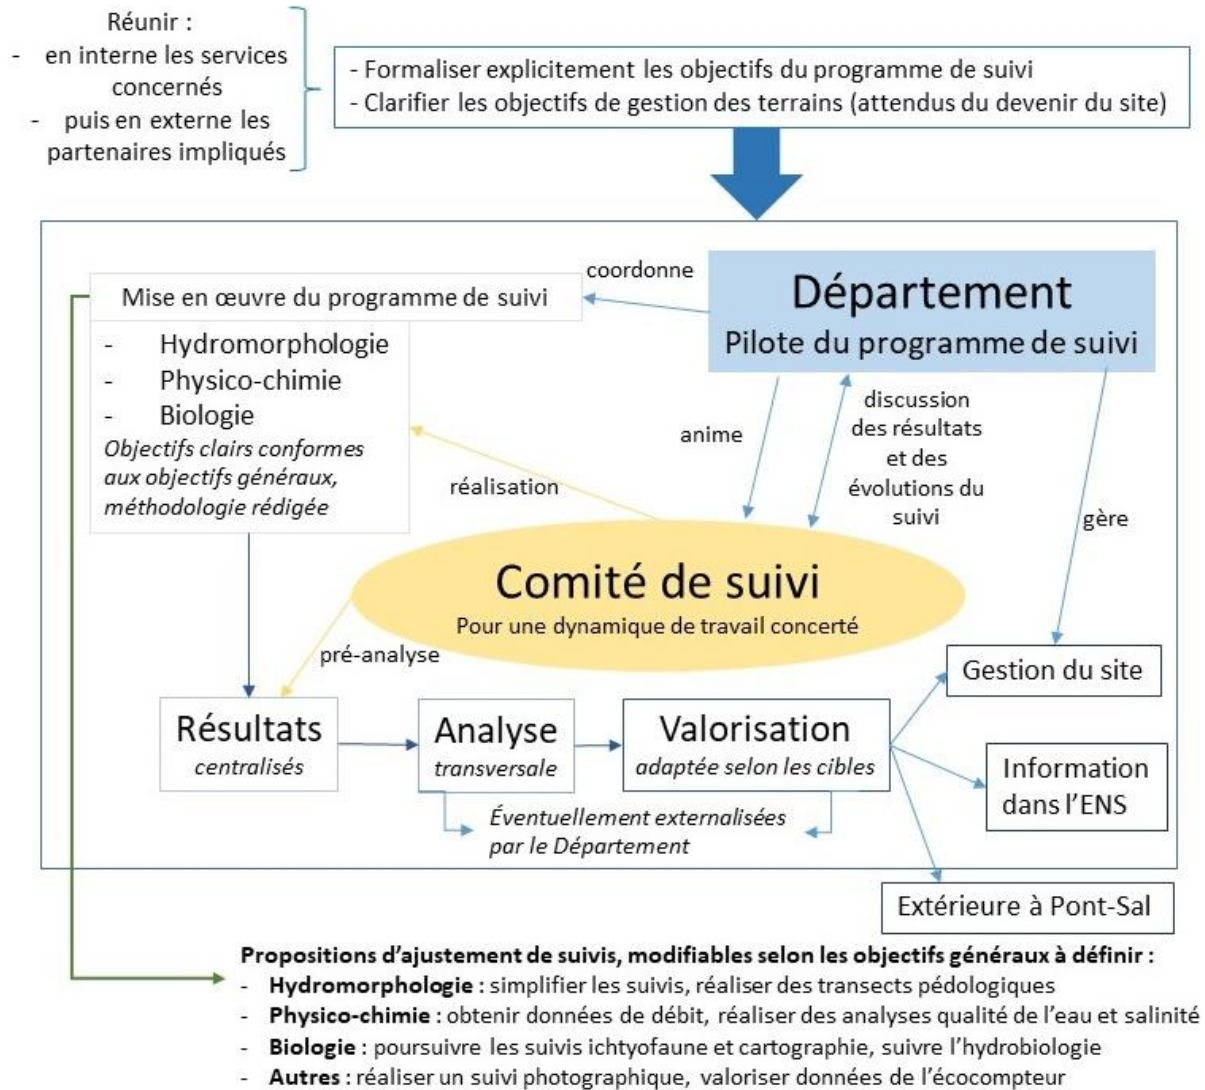 Réunir :
- en interne les services
concernés
- puis en externe les
partenaires impliqués
- Formaliser explicitement les objectifs du programme de suivi
- Clarifier les objectifs de gestion des terrains (attendus du devenir du site)
coordonne
Département
Pilote du programme de suivi
Mise en œuvre du programme de suivi
- Hydromorphologie
- Physico-chimie
- Biologie
Objectifs clairs conformes
aux objectifs généraux,
méthodologie rédigée
anime
discussion
des résultats
et des
évolutions du
suivi
gère
réalisation
Comité de suivi
Pour une dynamique de travail concerté
pré-analyse
Résultats
centralisés
Analyse
transversale
Valorisation
adaptée selon les cibles
Éventuellement externalisées
par le Département
Gestion du site
Information
dans l'ENS
Extérieure à Pont-Sal
Propositions d'ajustement de suivis, modifiables selon les objectifs généraux à définir :
- Hydromorphologie : simplifier les suivis, réaliser des transects pédologiques
- Physico-chimie : obtenir données de débit, réaliser des analyses qualité de l'eau et salinité
- Biologie : poursuivre les suivis ichtyofaune et cartographie, suivre l'hydrobiologie
- Autres : réaliser un suivi photographique, valoriser données de l'écocompteur